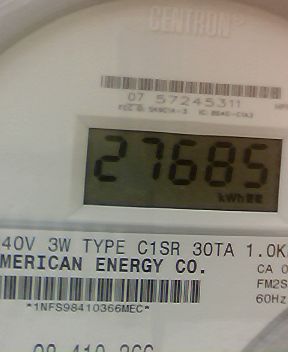 CENTRON®
07 57245311
27685
kWh
40V 3W TYPE C1SR 30TA 1.0K
MERICAN ENERGY CO.
CA 0
FM2S
60Hz
*1NFS98410366MEC*